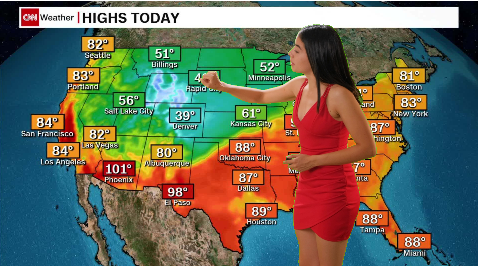 CNN Weather HIGHS TODAY
82°
Seattle
83°
Portland
51°
Billings
52°
Minneapolis
81°
Boston
83°
New York
56°
Salt Lake City
39°
Denver
61°
Kansas City
84°
San Francisco
82°
Las Vegas
84°
Los Angeles
101°
Phoenix
80°
Albuquerque
88°
Oklahoma City
87°
98°
El Paso
87°
Dallas
89°
Houston
88°
Tampa
88°
Miami